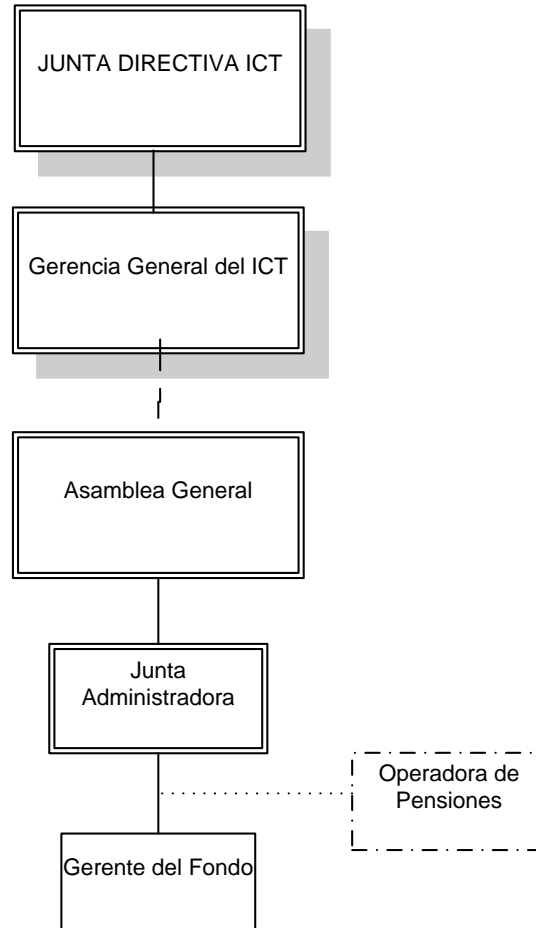 JUNTA DIRECTIVA ICT
Gerencia General del ICT
Asamblea General
Junta
Administradora
Operadora de
Pensiones
Gerente del Fondo